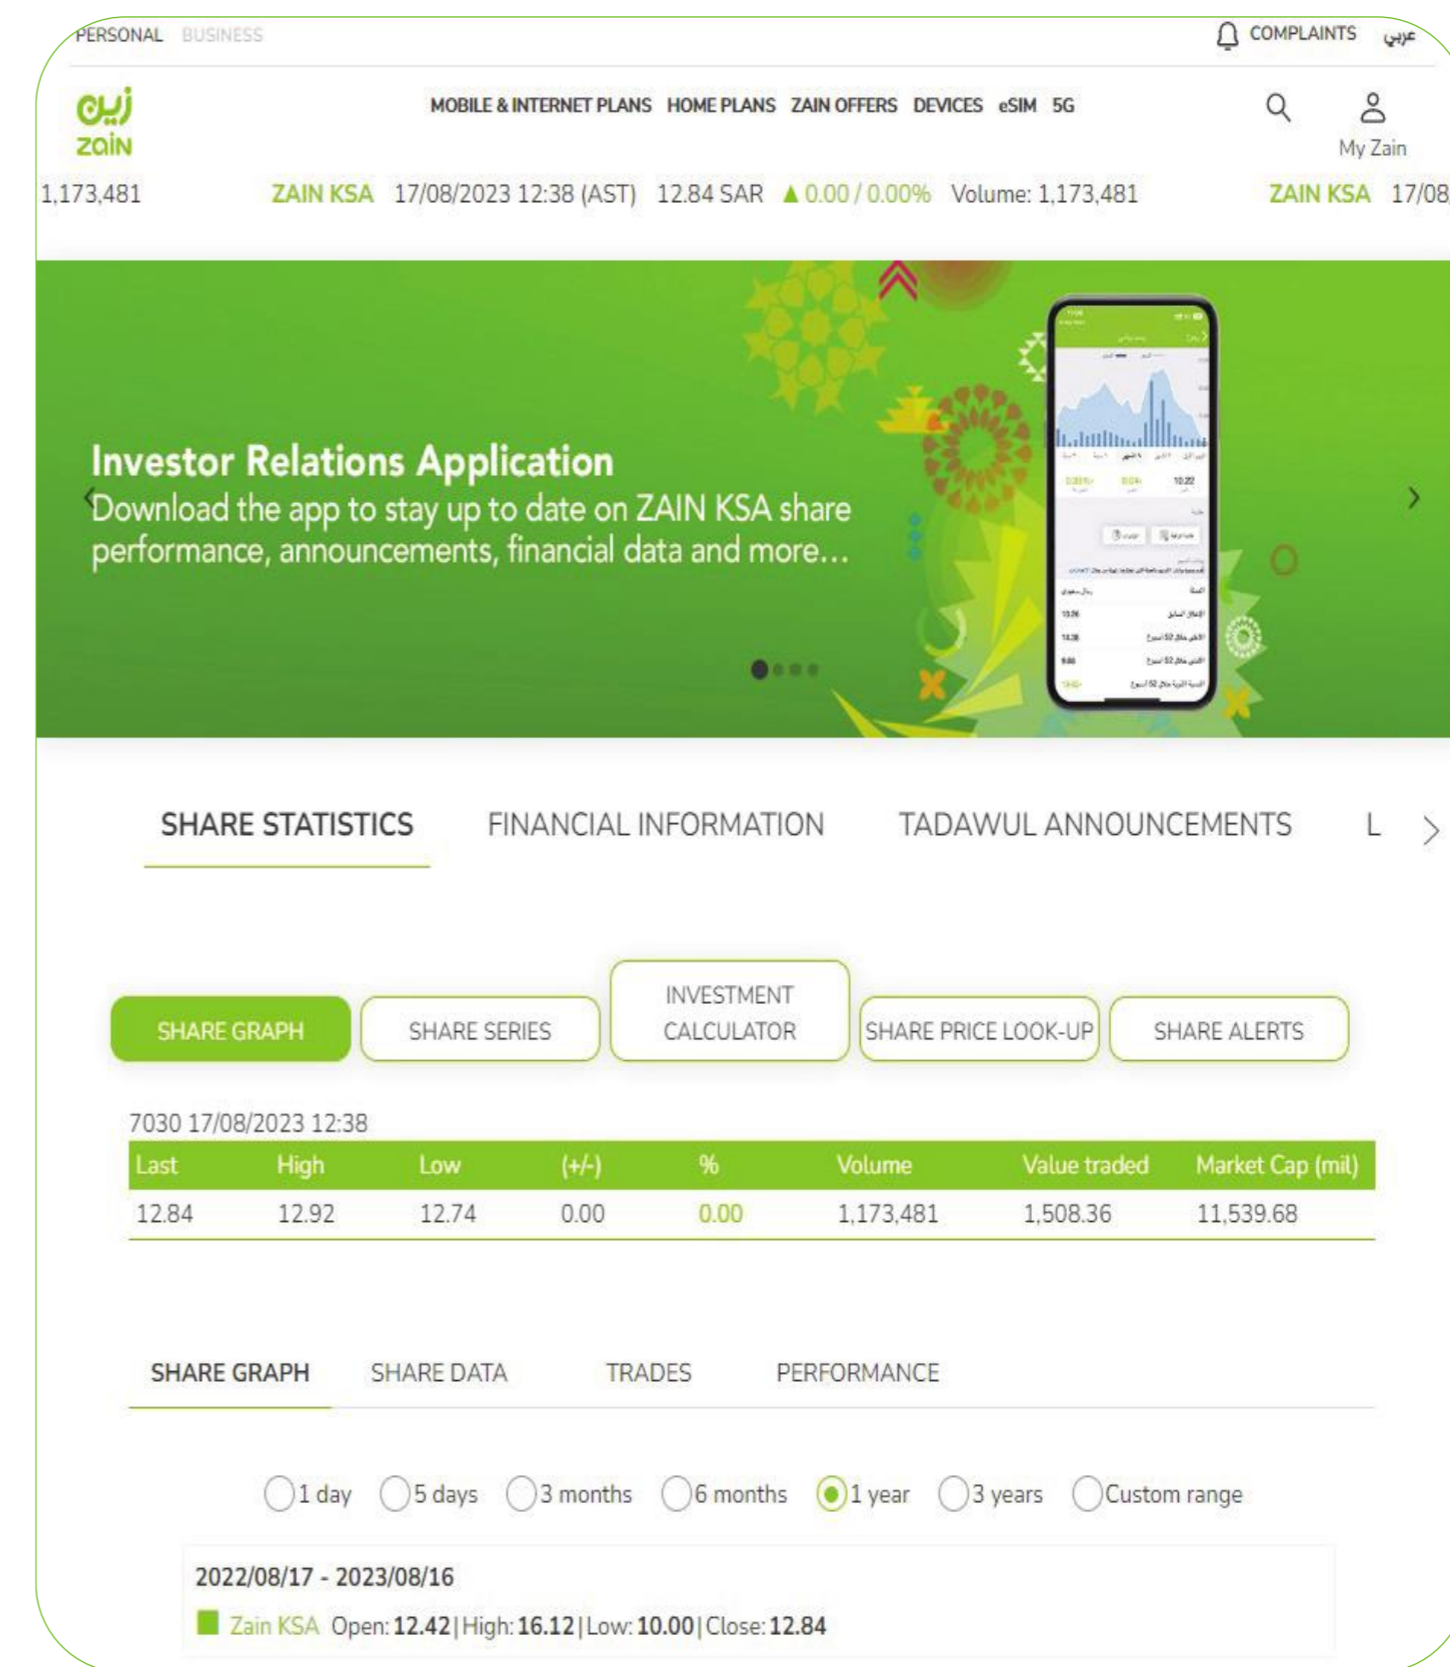 PERSONAL BUSINESS COMPLAINTS عربي
زين
zain
MOBILE & INTERNET PLANS HOME PLANS ZAIN OFFERS DEVICES eSIM 5G
My Zain
1,173,481 ZAIN KSA 17/08/2023 12:38 (AST) 12.84 SAR ▲ 0.00 / 0.00% Volume: 1,173,481 ZAIN KSA 17/08
Investor Relations Application
Download the app to stay up to date on ZAIN KSA share
performance, announcements, financial data and more...
10.22
ريال سعودي
الإغلاق السابق
SHARE STATISTICS FINANCIAL INFORMATION TADAWUL ANNOUNCEMENTS L
SHARE GRAPH SHARE SERIES INVESTMENT CALCULATOR SHARE PRICE LOOK-UP SHARE ALERTS
7030 17/08/2023 12:38
Last High Low (+/-) % Volume Value traded Market Cap (mil)
12.84 12.92 12.74 0.00 0.00 1,173,481 1,508.36 11,539.68
SHARE GRAPH SHARE DATA TRADES PERFORMANCE
1 day 5 days 3 months 6 months 1 year 3 years Custom range
2022/08/17 - 2023/08/16
Zain KSA Open: 12.42|High: 16.12|Low: 10.00|Close: 12.84